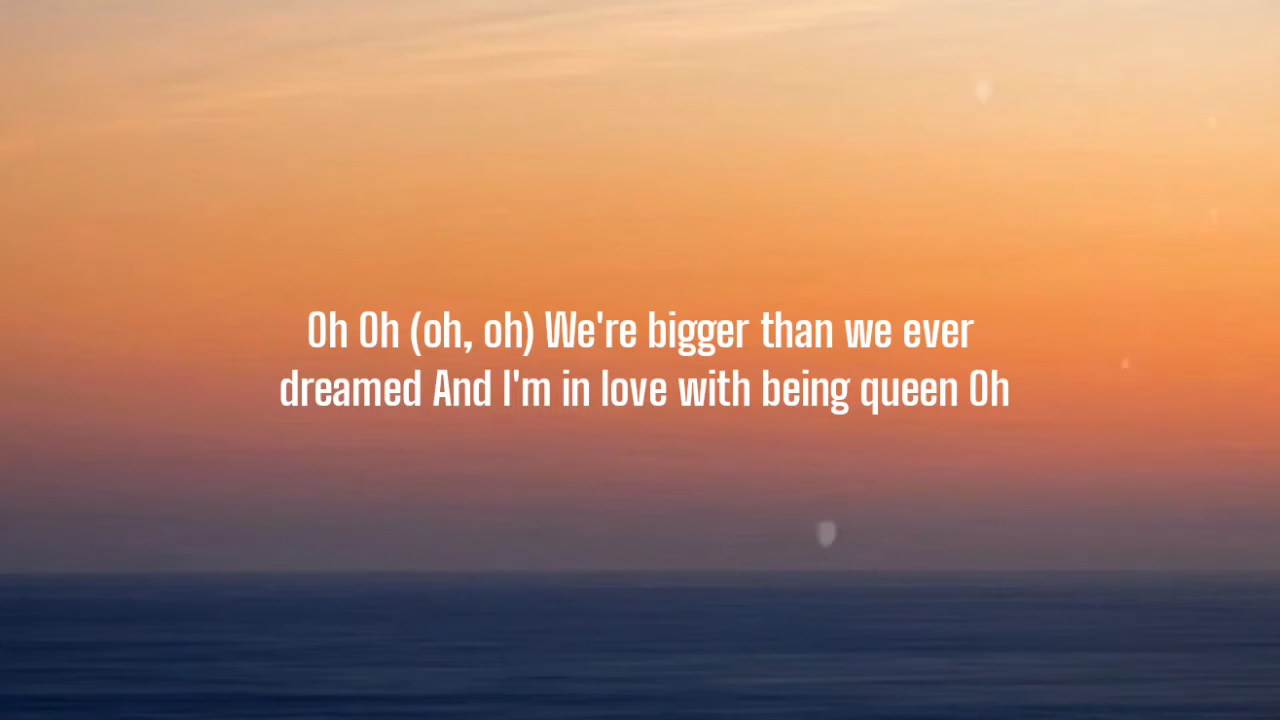 Oh Oh (oh, oh) We're bigger than we ever
dreamed And I'm in love with being queen Oh